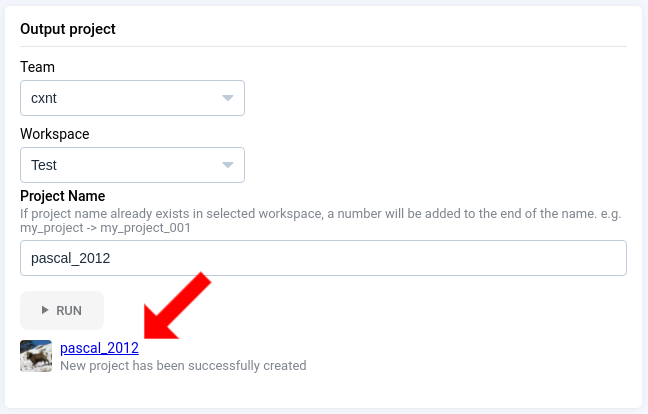 Output project
Team
cxnt
Workspace
Test
Project Name
If project name already exists in selected workspace, a number will be added to the end of the name. e.g.
my_project -> my_project_001
pascal_2012
RUN
pascal_2012
New project has been successfully created